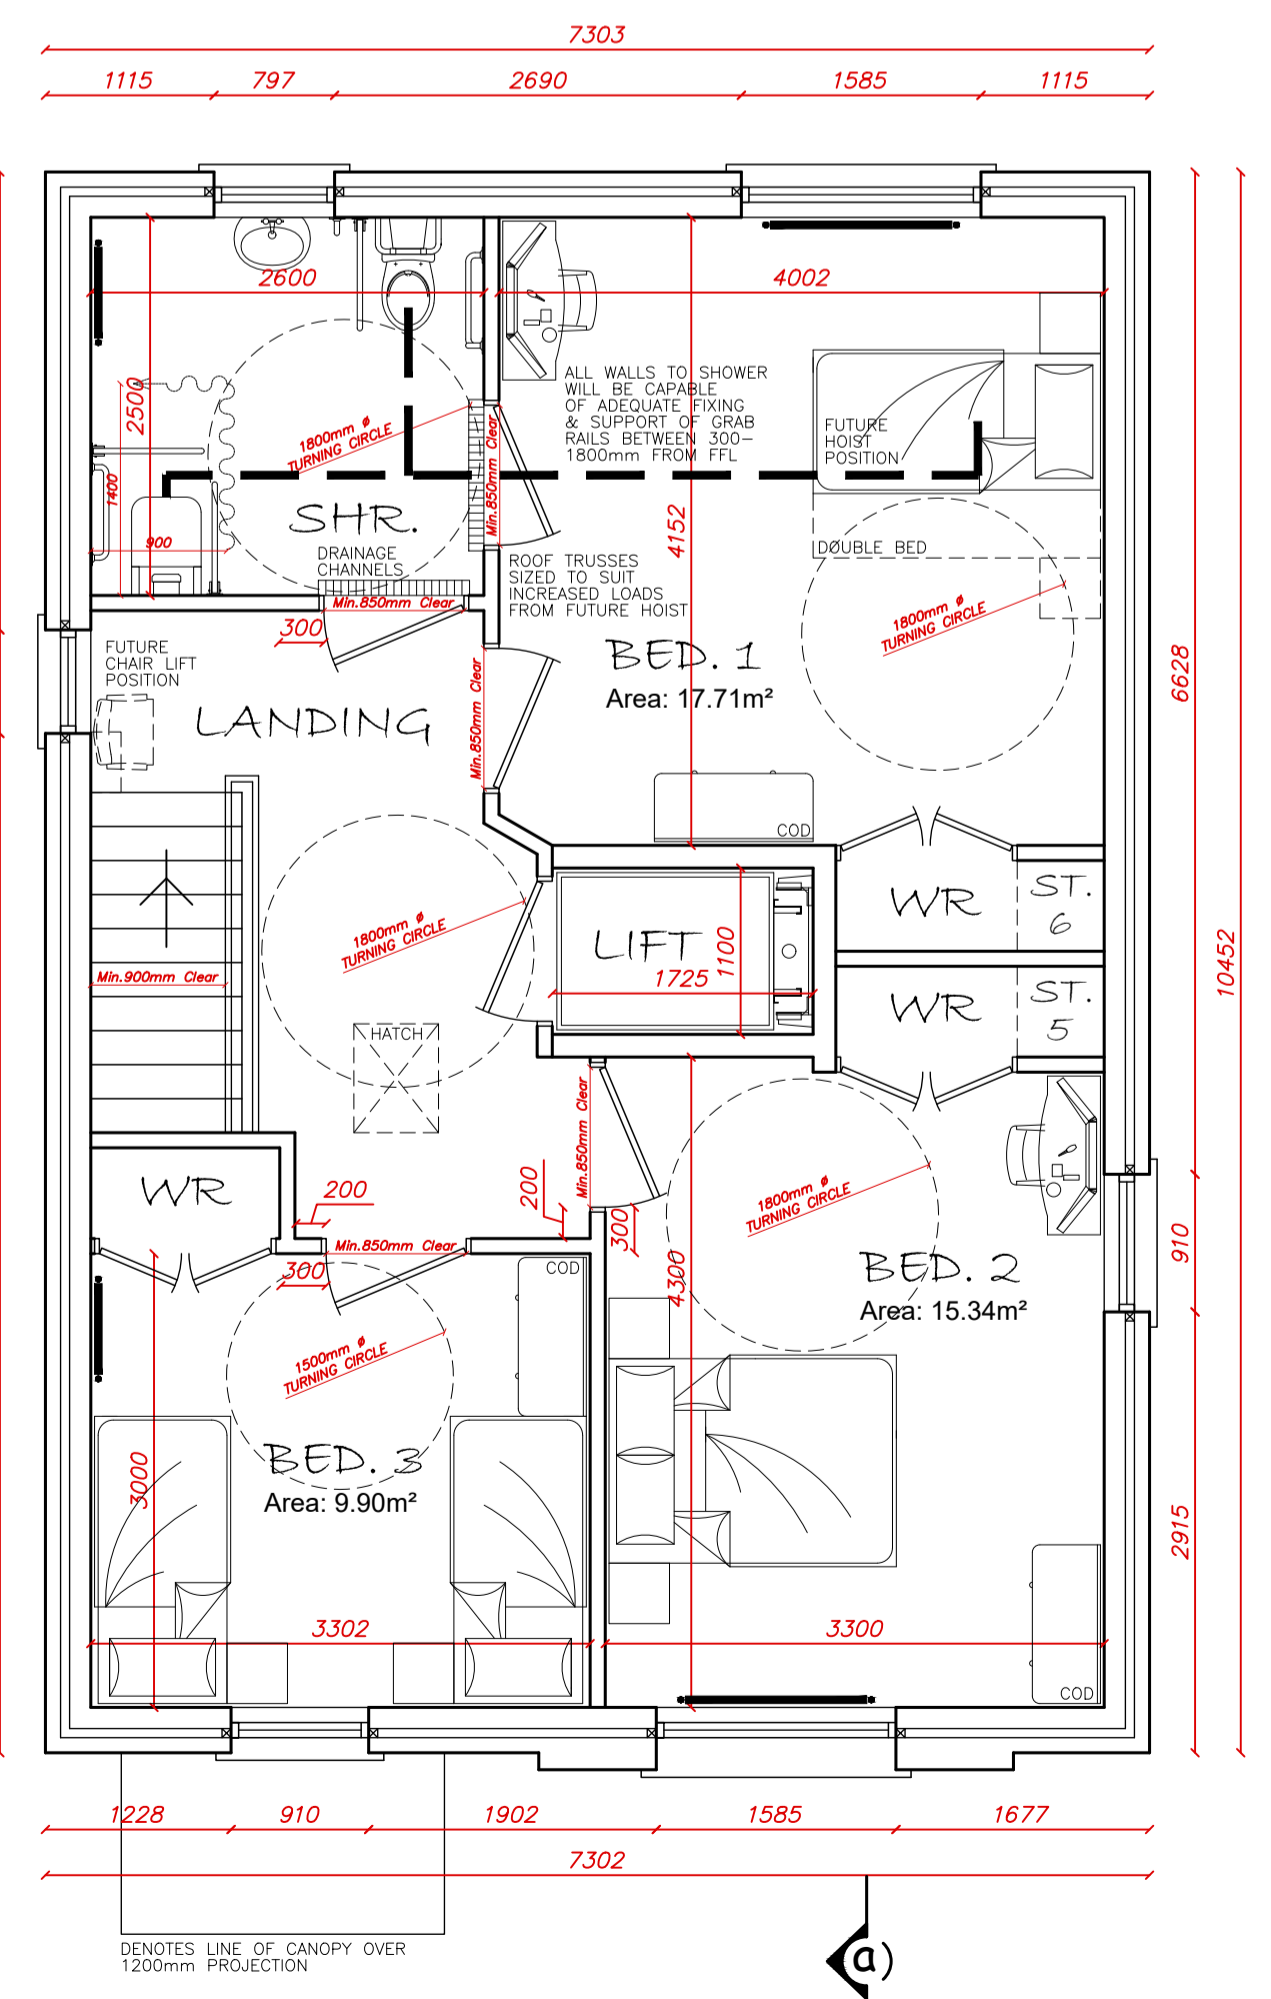 7303
1115
797
2690
1585
1115
2600
4002
2500
1800mm ø
TURNING CIRCLE
1400
900
SHR.
DRAINAGE
CHANNELS
Min.850mm Clear
300
Min.850mm Clear
ALL WALLS TO SHOWER
WILL BE CAPABLE
OF ADEQUATE FIXING
& SUPPORT OF GRAB
RAILS BETWEEN 300-
1800mm FROM FFL
FUTURE
HOIST
POSITION
4152
DOUBLE BED
ROOF TRUSSES
SIZED TO SUIT
INCREASED LOADS
FROM FUTURE HOIST
1800mm ø
TURNING CIRCLE
BED. 1
Area: 17.71m²
6628
FUTURE
CHAIR LIFT
POSITION
LANDING
Min.850mm Clear
COD
1800mm ø
TURNING CIRCLE
LIFT
1100
1725
WR
ST.
6
WR
ST.
5
10452
Min.900mm Clear
HATCH
Min.850mm Clear
WR
200
200
300
1800mm ø
TURNING CIRCLE
910
Min.850mm Clear
300
COD
4300
BED. 2
Area: 15.34m²
1500mm ø
TURNING CIRCLE
BED. 3
Area: 9.90m²
3000
2915
3302
3300
COD
1228
910
1902
1585
1677
7302
DENOTES LINE OF CANOPY OVER
1200mm PROJECTION
a)